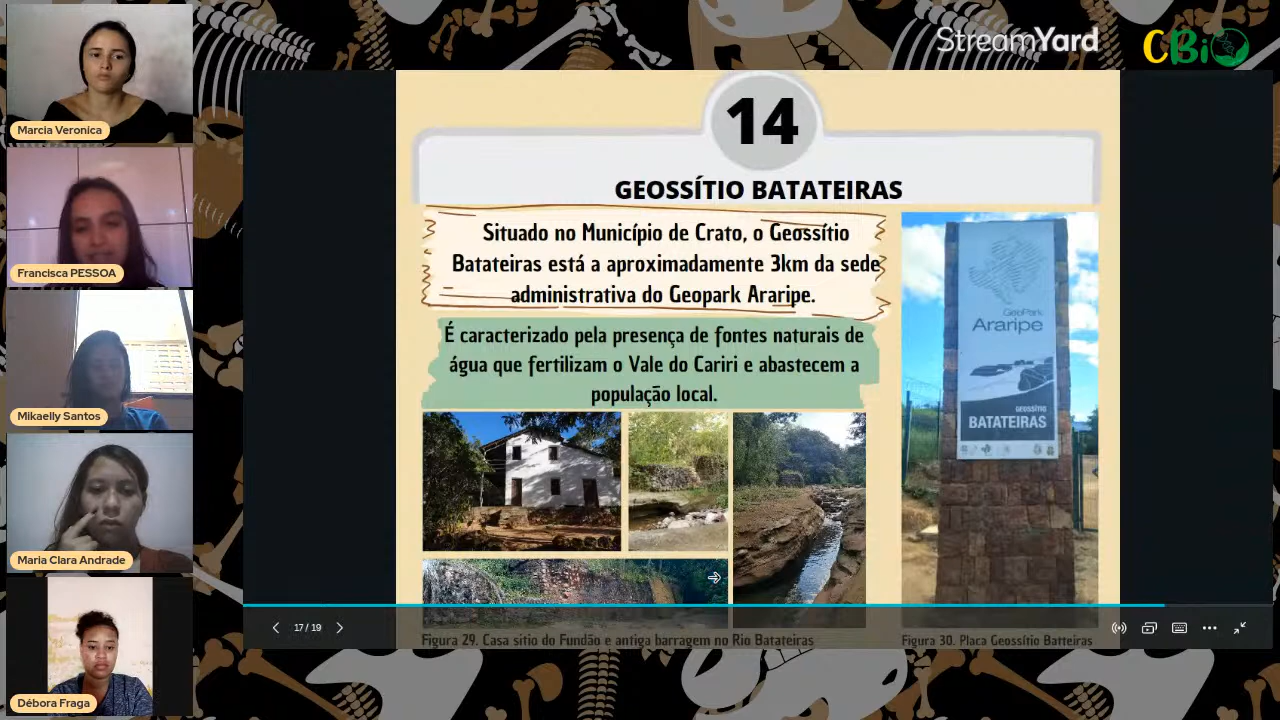 StreamYard
CBiO
Marcia Veronica
Francisca PESSOA
Mikaelly Santos
Maria Clara Andrade
Débora Fraga
14
GEOSSÍTIO BATATEIRAS
Situado no Município de Crato, o Geossítio
Batateiras está a aproximadamente 3km da sede
administrativa do Geopark Araripe.
É caracterizado pela presença de fontes naturais de
água que fertilizam o Vale do Cariri e abastecem a
população local.
GeoPark
Araripe
GEOSSÍTIO
BATATEIRAS
Figura 29. Casa sitio do Fundão e antiga barragem no Rio Batateiras
Figura 30. Placa Geossítio Batteiras
17 / 19